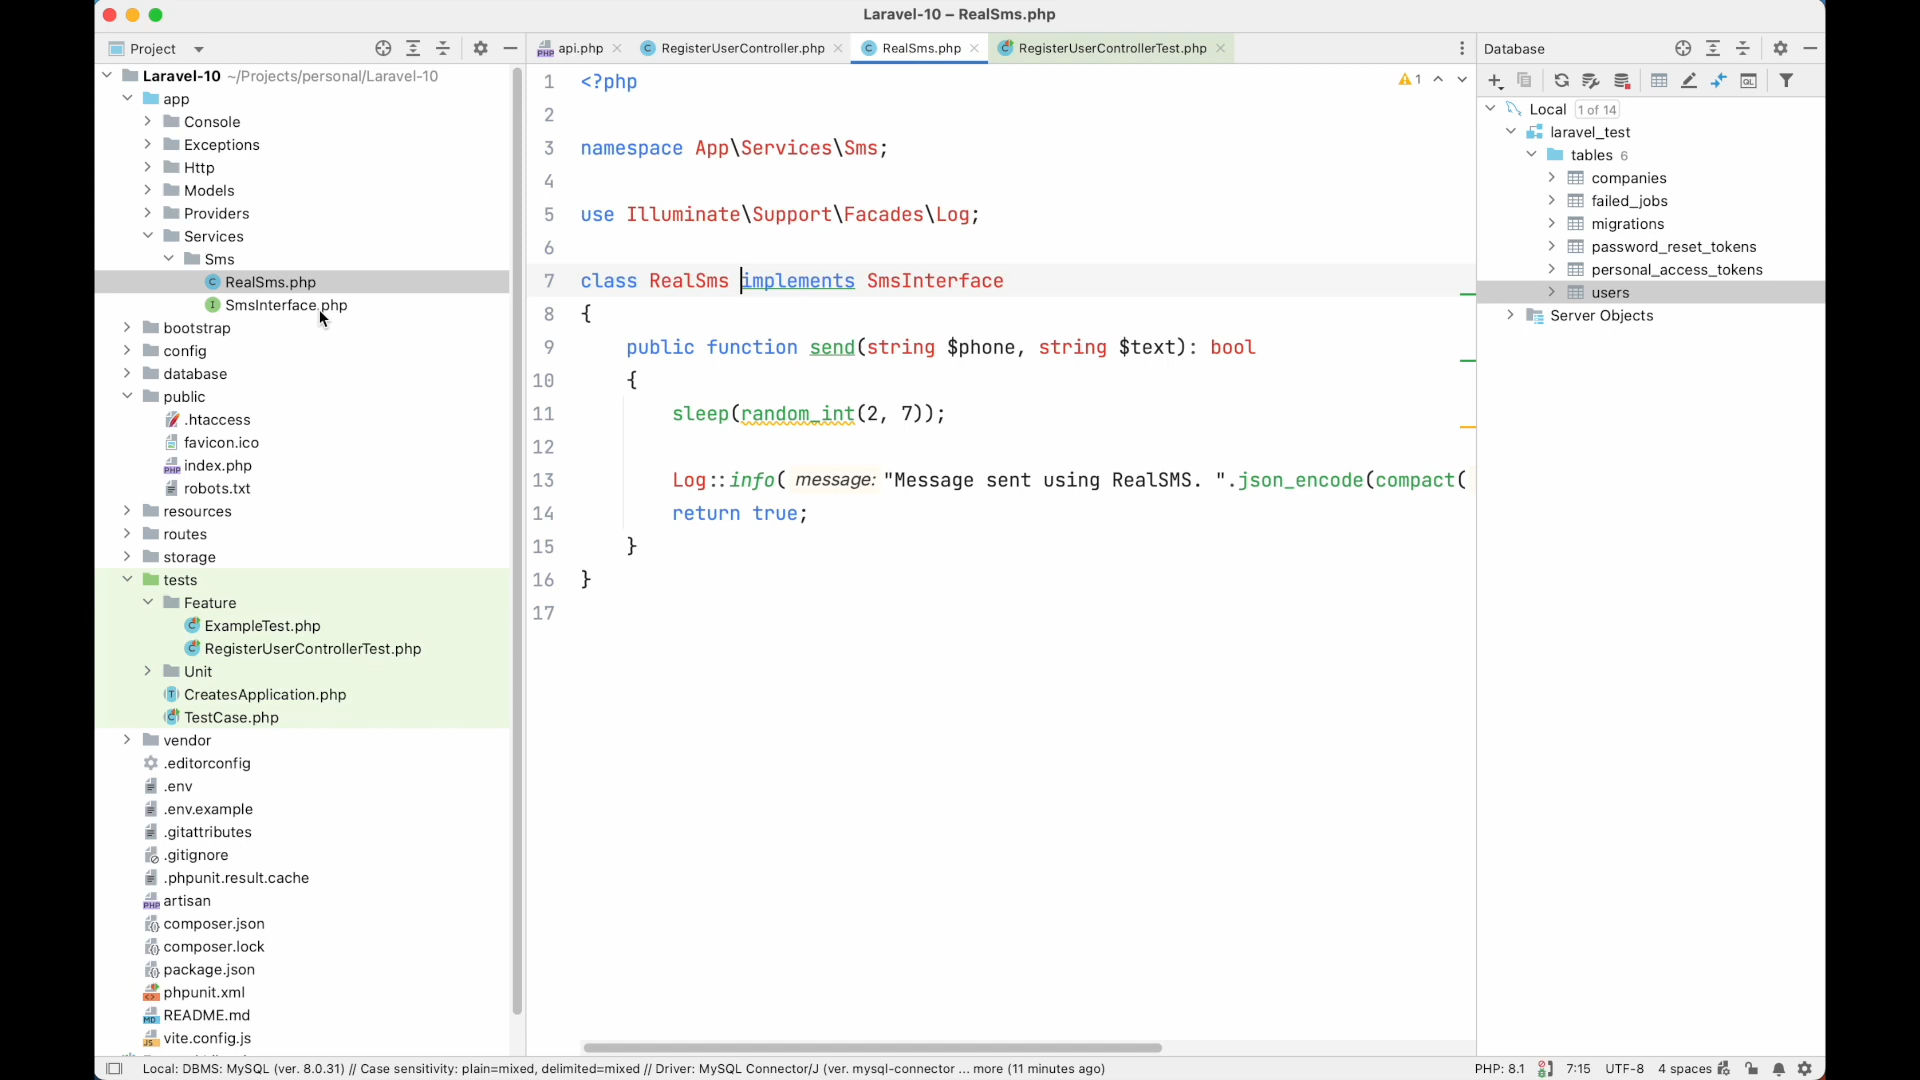 Laravel-10 – RealSms.php
Project
api.php
RegisterUserController.php
RealSms.php
RegisterUserControllerTest.php
Database
Laravel-10 ~/Projects/personal/Laravel-10
app
Console
Exceptions
Http
Models
Providers
Services
Sms
RealSms.php
SmsInterface.php
bootstrap
config
database
public
.htaccess
favicon.ico
index.php
robots.txt
resources
routes
storage
tests
Feature
ExampleTest.php
RegisterUserControllerTest.php
Unit
CreatesApplication.php
TestCase.php
vendor
.editorconfig
.env
.env.example
.gitattributes
.gitignore
.phpunit.result.cache
artisan
composer.json
composer.lock
package.json
phpunit.xml
README.md
vite.config.js
1 <?php
2
3 namespace App\Services\Sms;
4
5 use Illuminate\Support\Facades\Log;
6
7 class RealSms implements SmsInterface
8 {
9 public function send(string $phone, string $text): bool
10 {
11 sleep(random_int(2, 7));
12
13 Log::info( message: "Message sent using RealSMS. ".json_encode(compact(
14 return true;
15 }
16 }
17
1
Local 1 of 14
laravel_test
tables 6
companies
failed_jobs
migrations
password_reset_tokens
personal_access_tokens
users
Server Objects
Local: DBMS: MySQL (ver. 8.0.31) // Case sensitivity: plain=mixed, delimited=mixed // Driver: MySQL Connector/J (ver. mysql-connector ... more (11 minutes ago)
PHP: 8.1
7:15
UTF-8
4 spaces